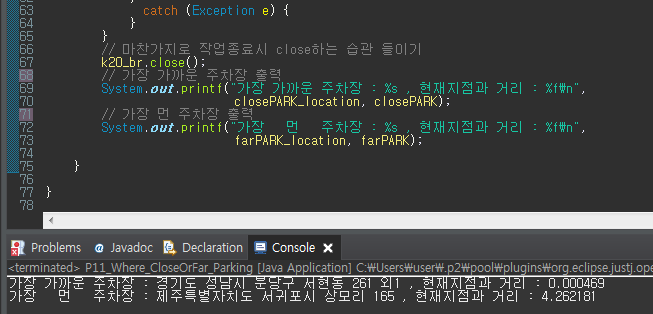 63 catch (Exception e) {
64 }
65 }
66 // 마찬가지로 작업종료시 close하는 습관 들이기
67 k20_br.close();
68 // 가장 가까운 주차장 출력
69 System.out.printf("가장 가까운 주차장 : %s , 현재지점과 거리 : %f\n",
70 closePARK_location, closePARK);
71 // 가장 먼 주차장 출력
72 System.out.printf("가장   먼   주차장 : %s , 현재지점과 거리 : %f\n",
73 farPARK_location, farPARK);
74
75 }
76
77 }
78
Problems Javadoc Declaration Console
<terminated> P11_Where_CloseOrFar_Parking [Java Application] C:\Users\user\.p2\pool\plugins\org.eclipse.justj.ope
가장 가까운 주차장 : 경기도 성남시 분당구 서현동 261 외1 , 현재지점과 거리 : 0.000469
가장   먼   주차장 : 제주특별자치도 서귀포시 상모리 165 , 현재지점과 거리 : 4.262181